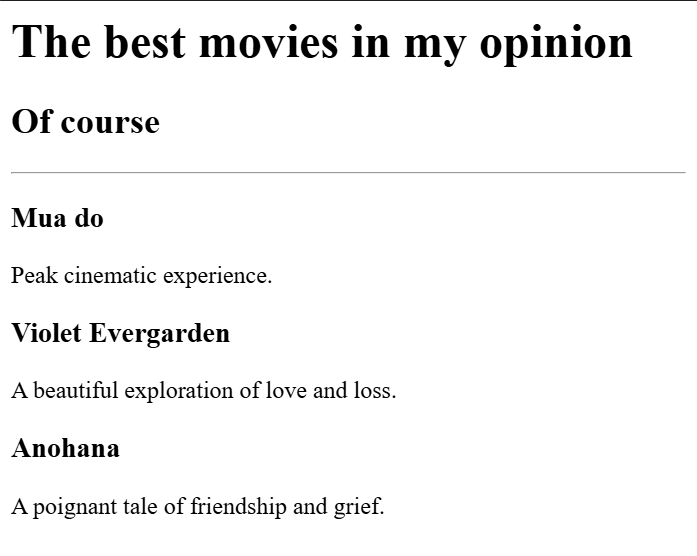 The best movies in my opinion
Of course
Mua do
Peak cinematic experience.
Violet Evergarden
A beautiful exploration of love and loss.
Anohana
A poignant tale of friendship and grief.